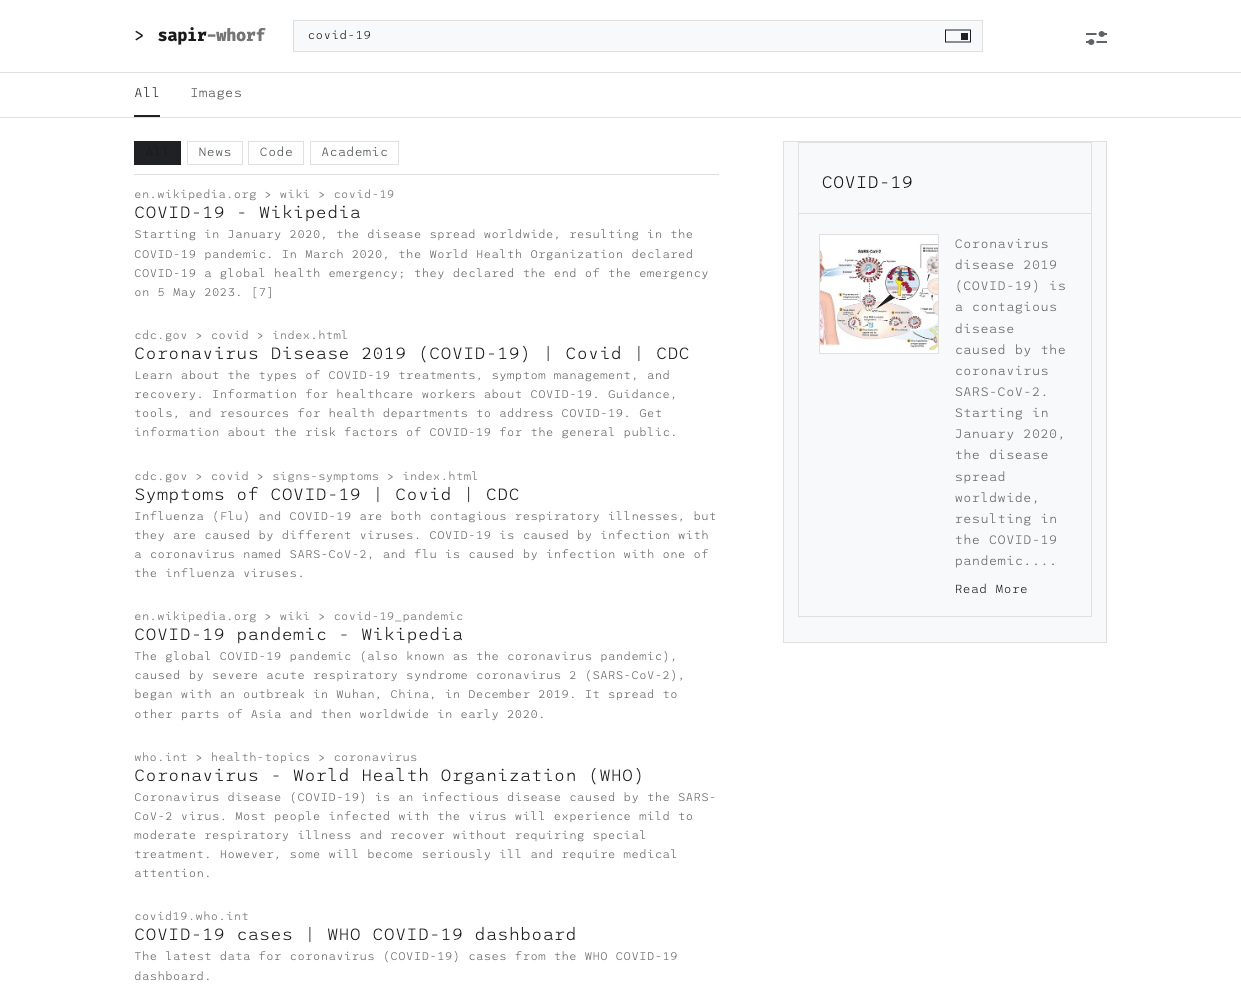 > sapir-whorf
covid-19
All
Images
News
Code
Academic
en.wikipedia.org > wiki > covid-19
COVID-19 - Wikipedia
Starting in January 2020, the disease spread worldwide, resulting in the
COVID-19 pandemic. In March 2020, the World Health Organization declared
COVID-19 a global health emergency; they declared the end of the emergency
on 5 May 2023. [7]
cdc.gov > covid > index.html
Coronavirus Disease 2019 (COVID-19) | Covid | CDC
Learn about the types of COVID-19 treatments, symptom management, and
recovery. Information for healthcare workers about COVID-19. Guidance,
tools, and resources for health departments to address COVID-19. Get
information about the risk factors of COVID-19 for the general public.
cdc.gov > covid > signs-symptoms > index.html
Symptoms of COVID-19 | Covid | CDC
Influenza (Flu) and COVID-19 are both contagious respiratory illnesses, but
they are caused by different viruses. COVID-19 is caused by infection with
a coronavirus named SARS-CoV-2, and flu is caused by infection with one of
the influenza viruses.
en.wikipedia.org > wiki > covid-19_pandemic
COVID-19 pandemic - Wikipedia
The global COVID-19 pandemic (also known as the coronavirus pandemic),
caused by severe acute respiratory syndrome coronavirus 2 (SARS-CoV-2),
began with an outbreak in Wuhan, China, in December 2019. It spread to
other parts of Asia and then worldwide in early 2020.
who.int > health-topics > coronavirus
Coronavirus - World Health Organization (WHO)
Coronavirus disease (COVID-19) is an infectious disease caused by the SARS-
CoV-2 virus. Most people infected with the virus will experience mild to
moderate respiratory illness and recover without requiring special
treatment. However, some will become seriously ill and require medical
attention.
covid19.who.int
COVID-19 cases | WHO COVID-19 dashboard
The latest data for coronavirus (COVID-19) cases from the WHO COVID-19
dashboard.
COVID-19
SARS-CoV-2
Coronavirus
disease 2019
(COVID-19) is
a contagious
disease
caused by the
coronavirus
SARS-CoV-2.
Starting in
January 2020,
the disease
spread
worldwide,
resulting in
the COVID-19
pandemic....
Read More